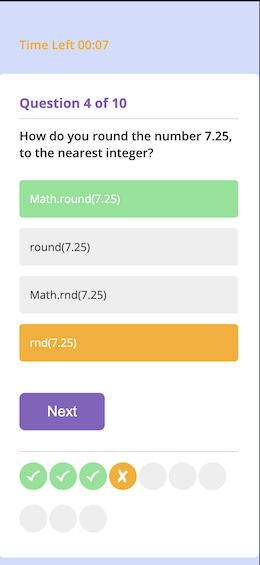 Time Left 00:07
Question 4 of 10
How do you round the number 7.25,
to the nearest integer?
Math.round(7.25)
round(7.25)
Math.rnd(7.25)
rnd(7.25)
Next